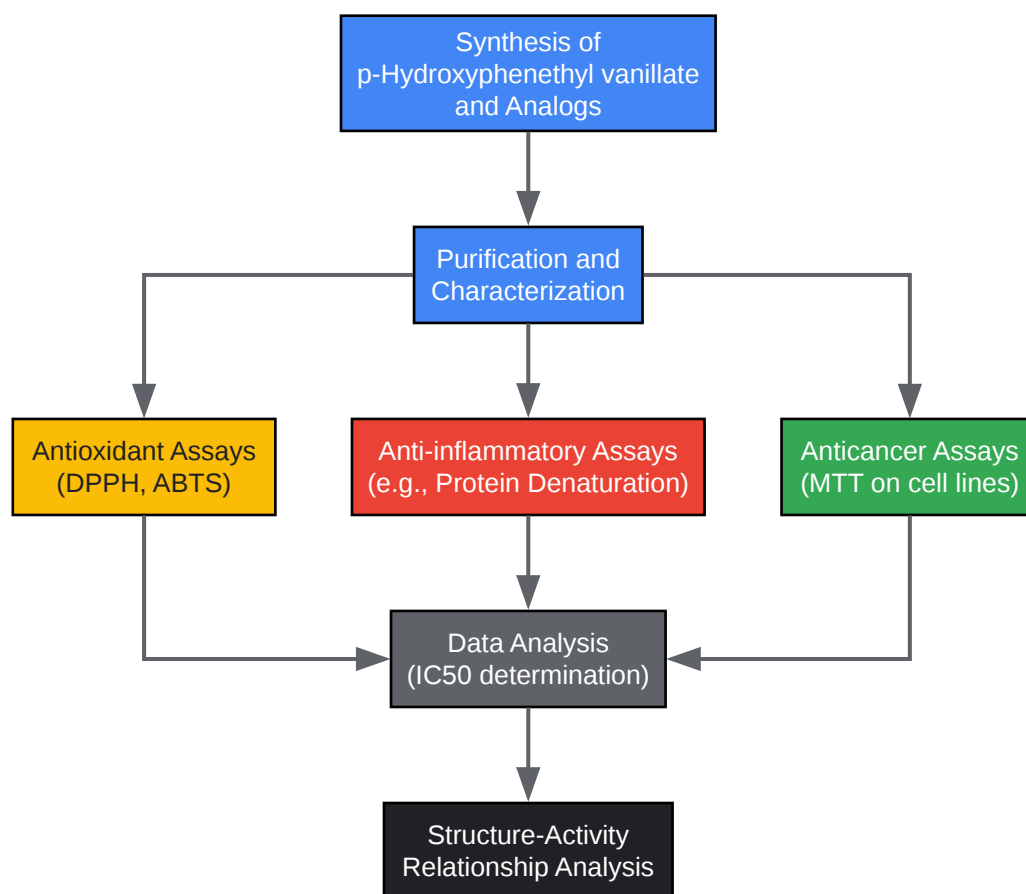 Synthesis of
p-Hydroxyphenethyl vanillate
and Analogs
Purification and
Characterization
Antioxidant Assays
(DPPH, ABTS)
Anti-inflammatory Assays
(e.g., Protein Denaturation)
Anticancer Assays
(MTT on cell lines)
Data Analysis
(IC50 determination)
Structure-Activity
Relationship Analysis